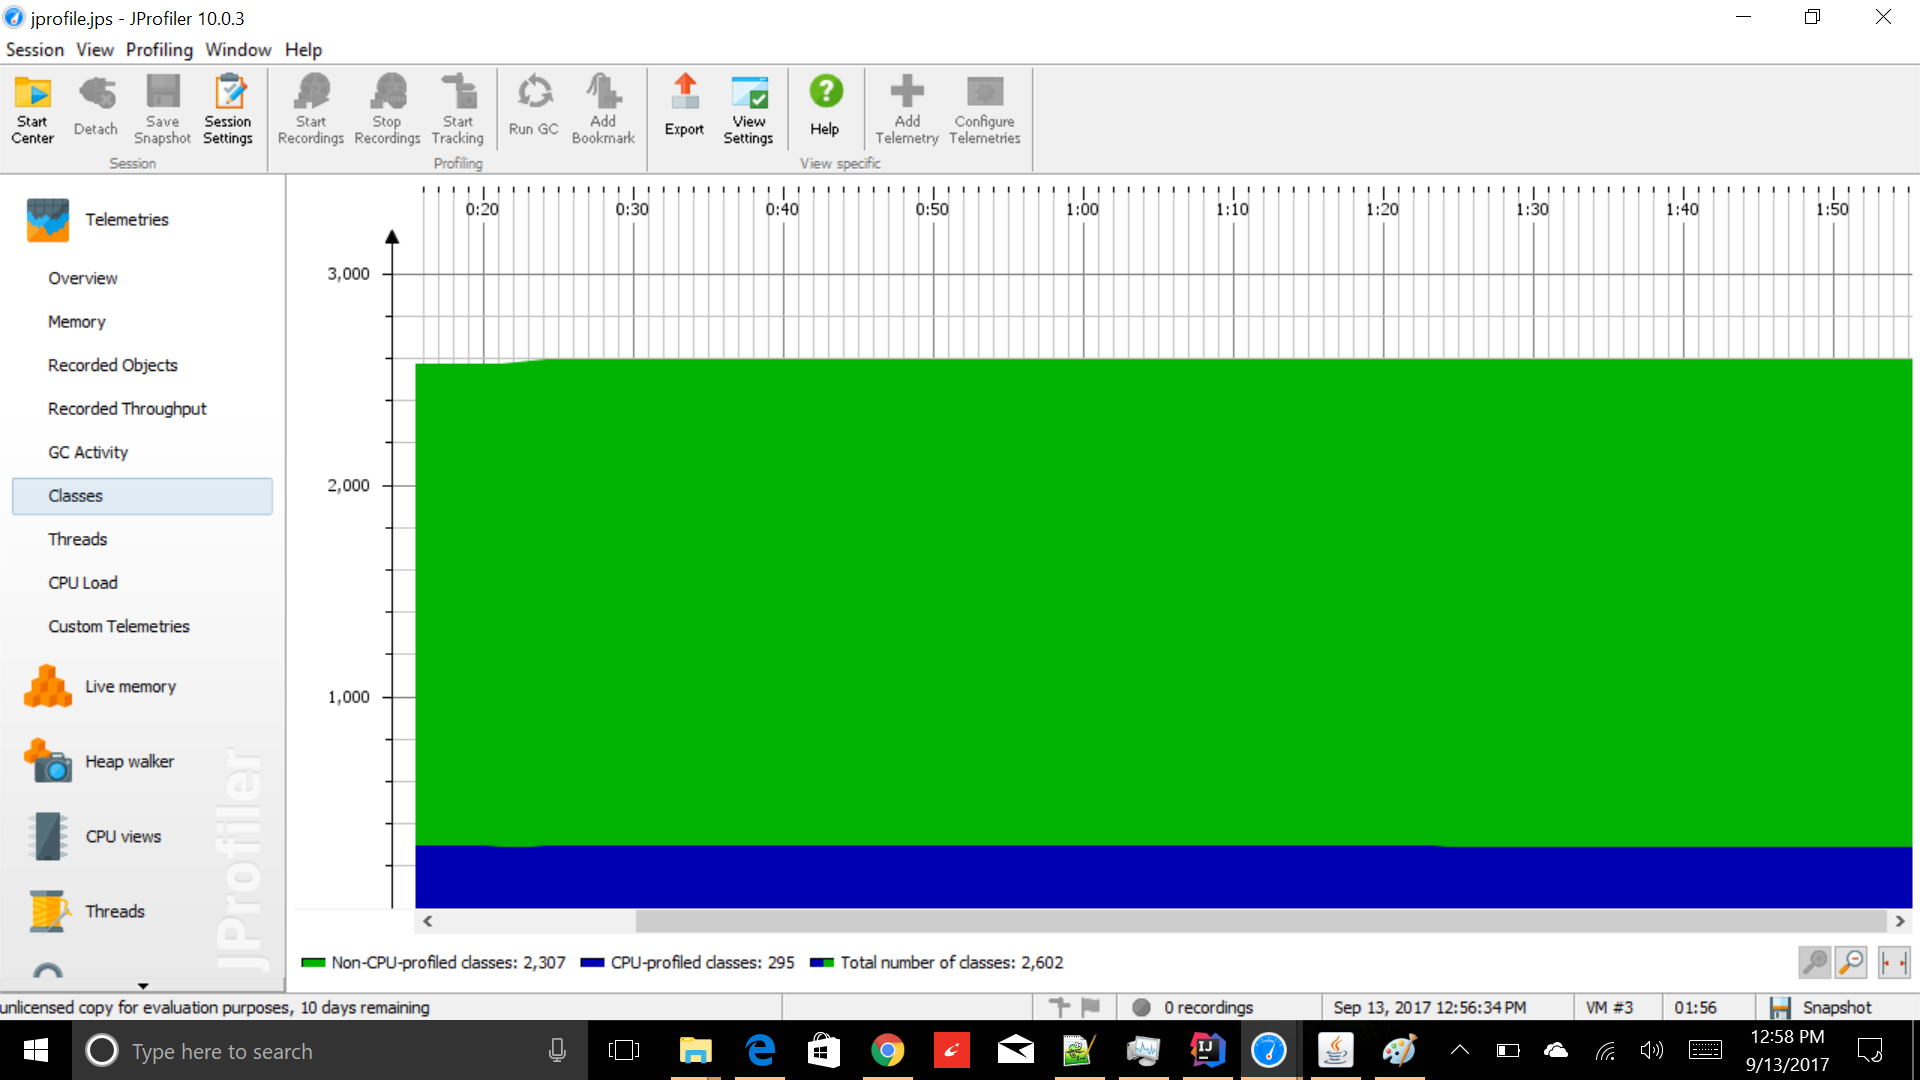 jprofile.jps - JProfiler 10.0.3
Session View Profiling Window Help
Start Center
Detach
Save Snapshot
Session Settings
Start Recordings
Stop Recordings
Start Tracking
Run GC
Add Bookmark
Export
View Settings
Help
Add Telemetry
Configure Telemetries
Session
Profiling
View specific
Telemetries
Overview
Memory
Recorded Objects
Recorded Throughput
GC Activity
Classes
Threads
CPU Load
Custom Telemetries
Live memory
Heap walker
CPU views
Threads
JProfiler
0:20 0:30 0:40 0:50 1:00 1:10 1:20 1:30 1:40 1:50
3,000
2,000
1,000
Non-CPU-profiled classes: 2,307 CPU-profiled classes: 295 Total number of classes: 2,602
unlicensed copy for evaluation purposes, 10 days remaining
0 recordings
Sep 13, 2017 12:56:34 PM
VM #3
01:56
Snapshot
Type here to search
IJ
12:58 PM
9/13/2017